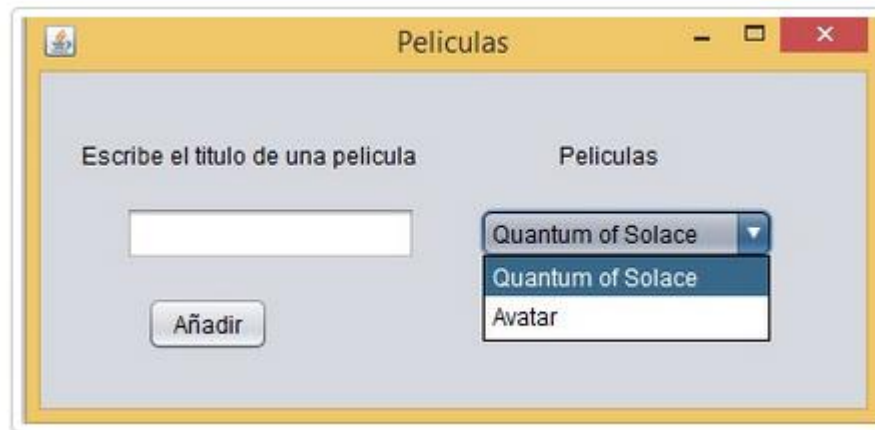 Peliculas
Escribe el titulo de una pelicula
Peliculas
Quantum of Solace
Quantum of Solace
Avatar
Añadir